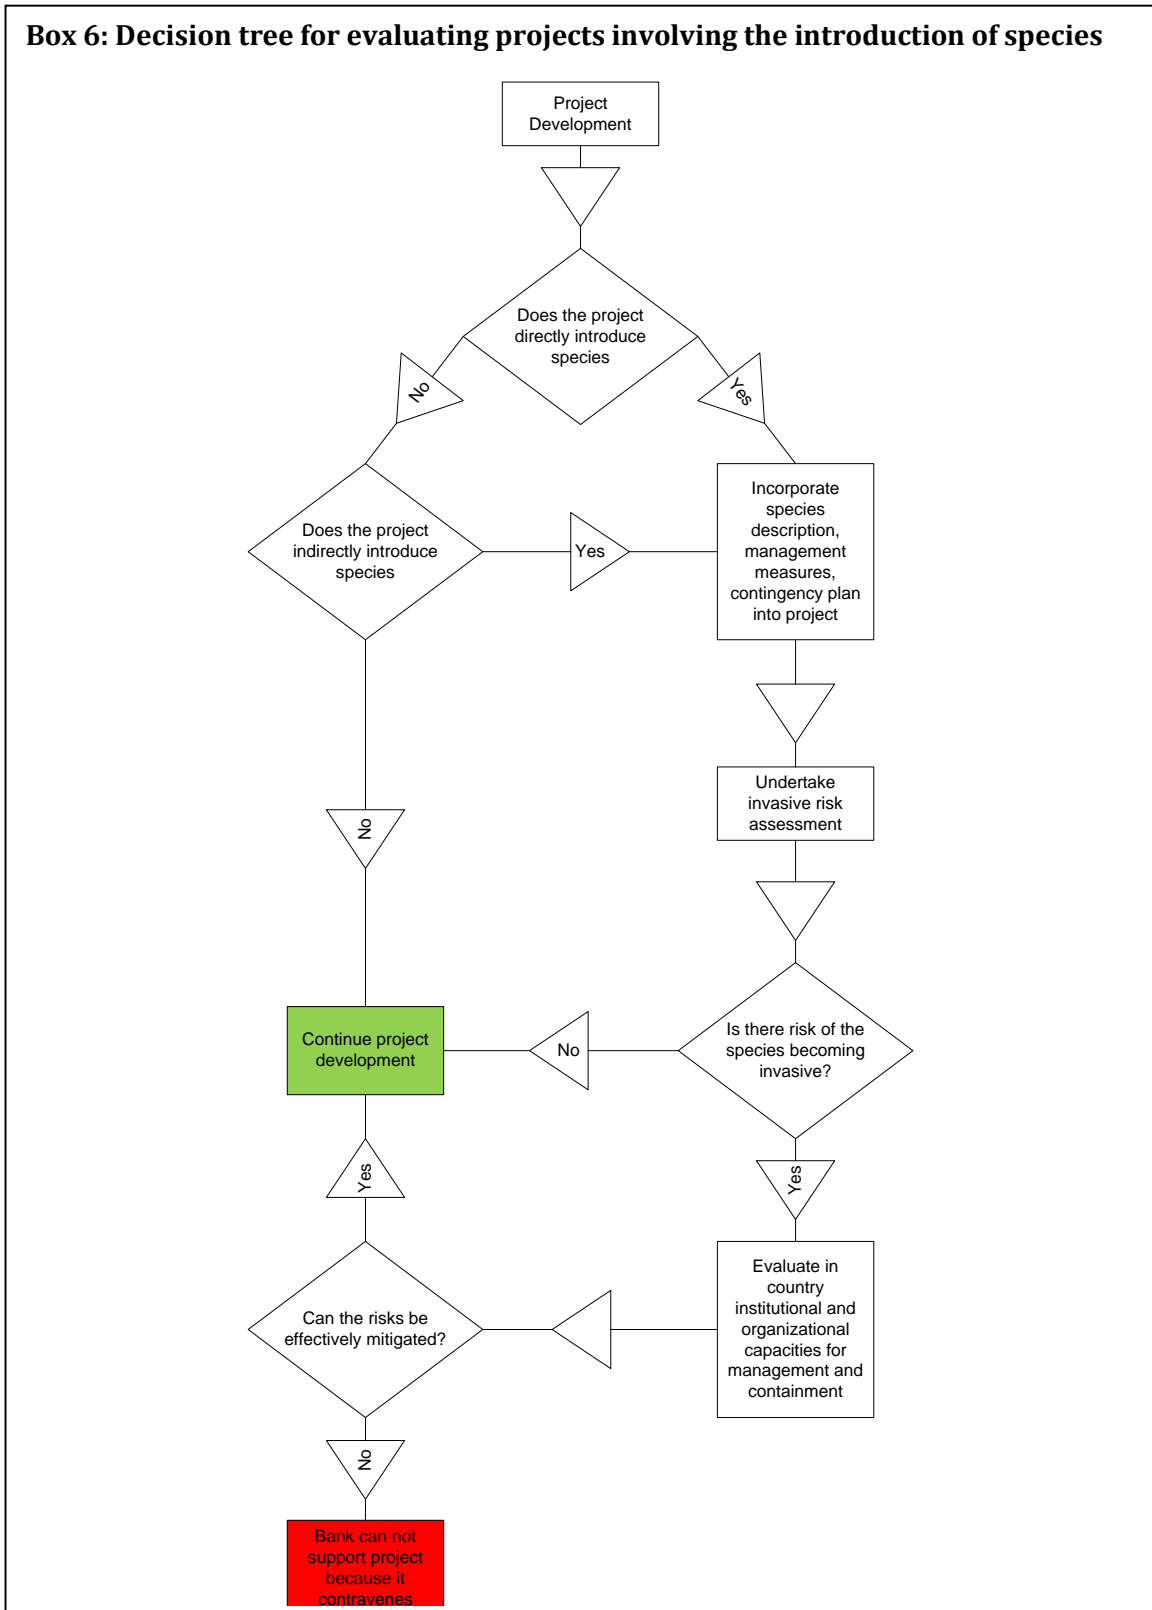 Box 6: Decision tree for evaluating projects involving the introduction of species
Project
Development
Does the project
directly introduce
species
No
Yes
Does the project
indirectly introduce
species
Yes
Incorporate
species
description,
management
measures,
contingency plan
into project
Undertake
invasive risk
assessment
No
Is there risk of the
species becoming
invasive?
No
Continue project
development
Yes
Yes
Evaluate in
country
institutional and
organizational
capacities for
management and
containment
Can the risks be
effectively mitigated?
No
Bank can not
support project
because it
contravenes